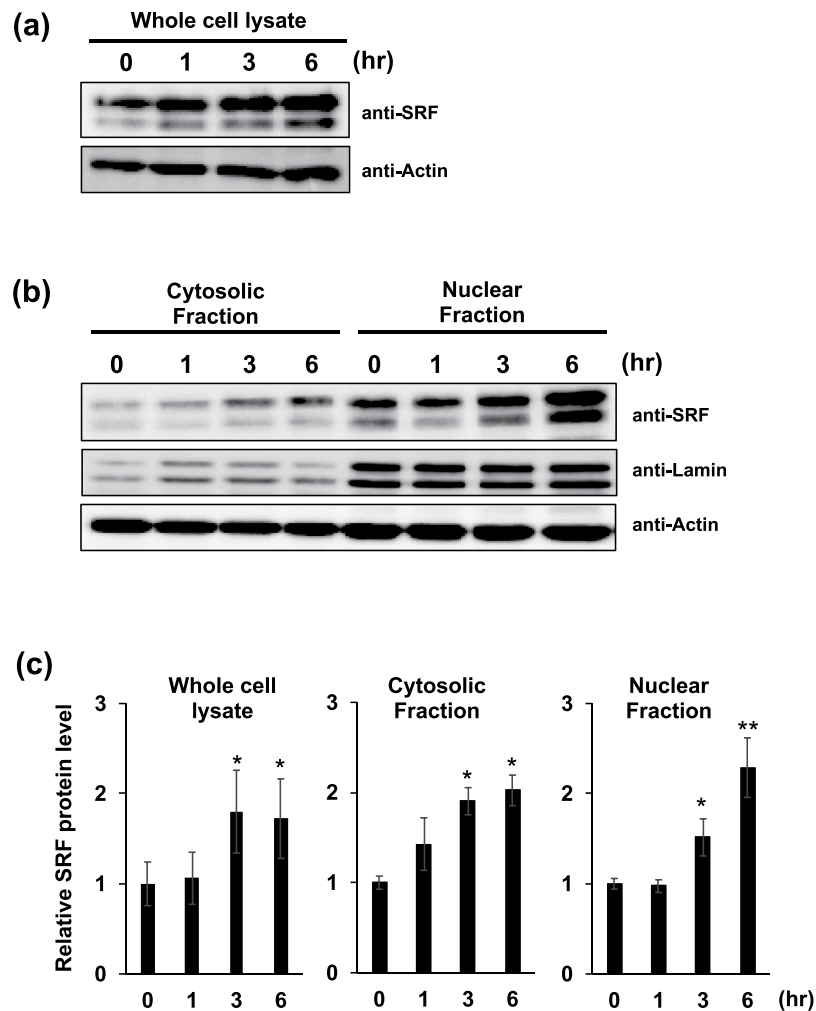 (a)
Whole cell lysate
0 1 3 6 (hr)
anti-SRF
anti-Actin
(b)
Cytosolic
Fraction
Nuclear
Fraction
0 1 3 6 0 1 3 6 (hr)
anti-SRF
anti-Lamin
anti-Actin
(c)
Relative SRF protein level
Whole cell
lysate
3
2
1
0
* *
0 1 3 6
Cytosolic
Fraction
3
2
1
0
* *
0 1 3 6
Nuclear
Fraction
3
2
1
0
* **
0 1 3 6 (hr)